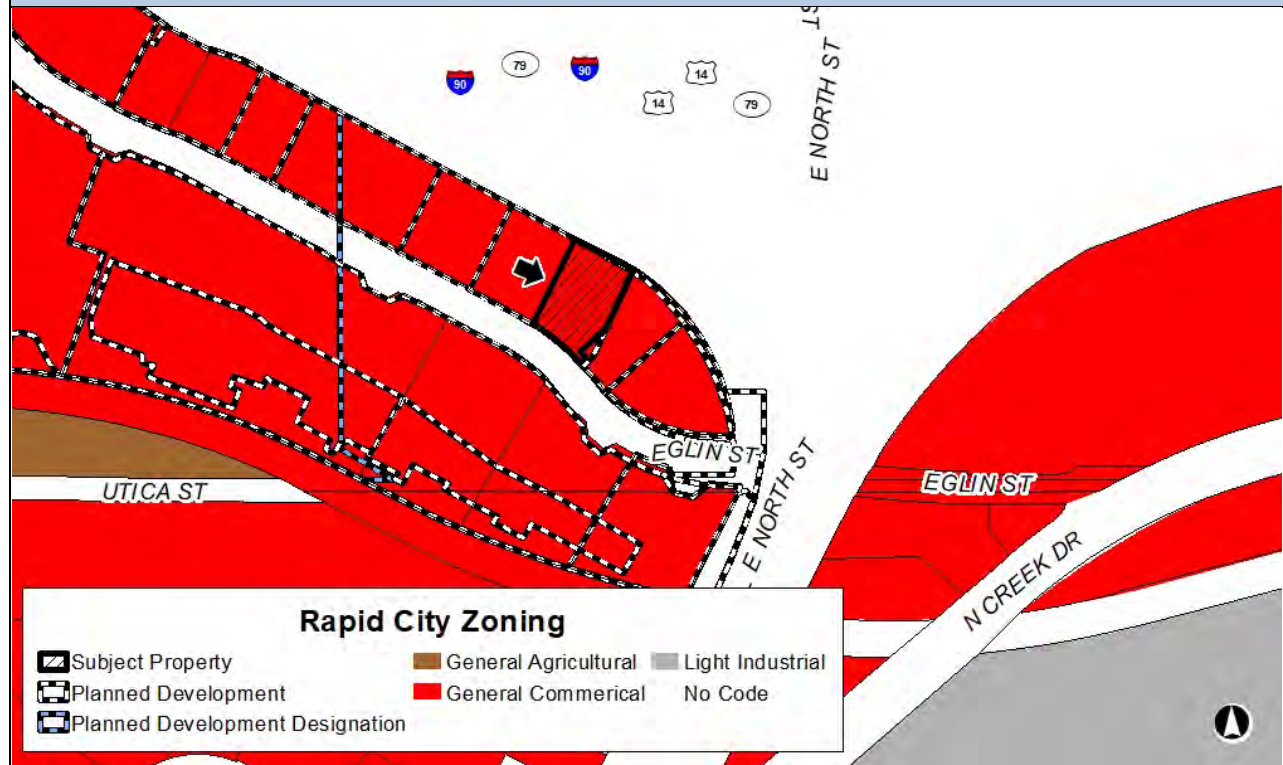 ST
90
79
90
14
14
79
E NORTH ST
EGLIN ST
EGLIN ST
UTICA ST
E NORTH ST
N CREEK DR
Rapid City Zoning
Subject Property
General Agricultural
Light Industrial
Planned Development
General Commerical
No Code
Planned Development Designation